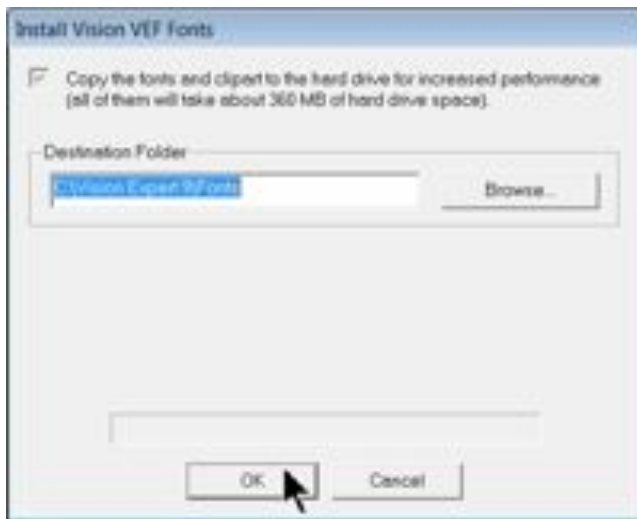 Install Vision VEF Fonts
Copy the fonts and clipart to the hard drive for increased performance
(all of them will take about 360 MB of hard drive space).
Destination Folder
C:\Vision Expert 9\Fonts
Browse...
OK
Cancel